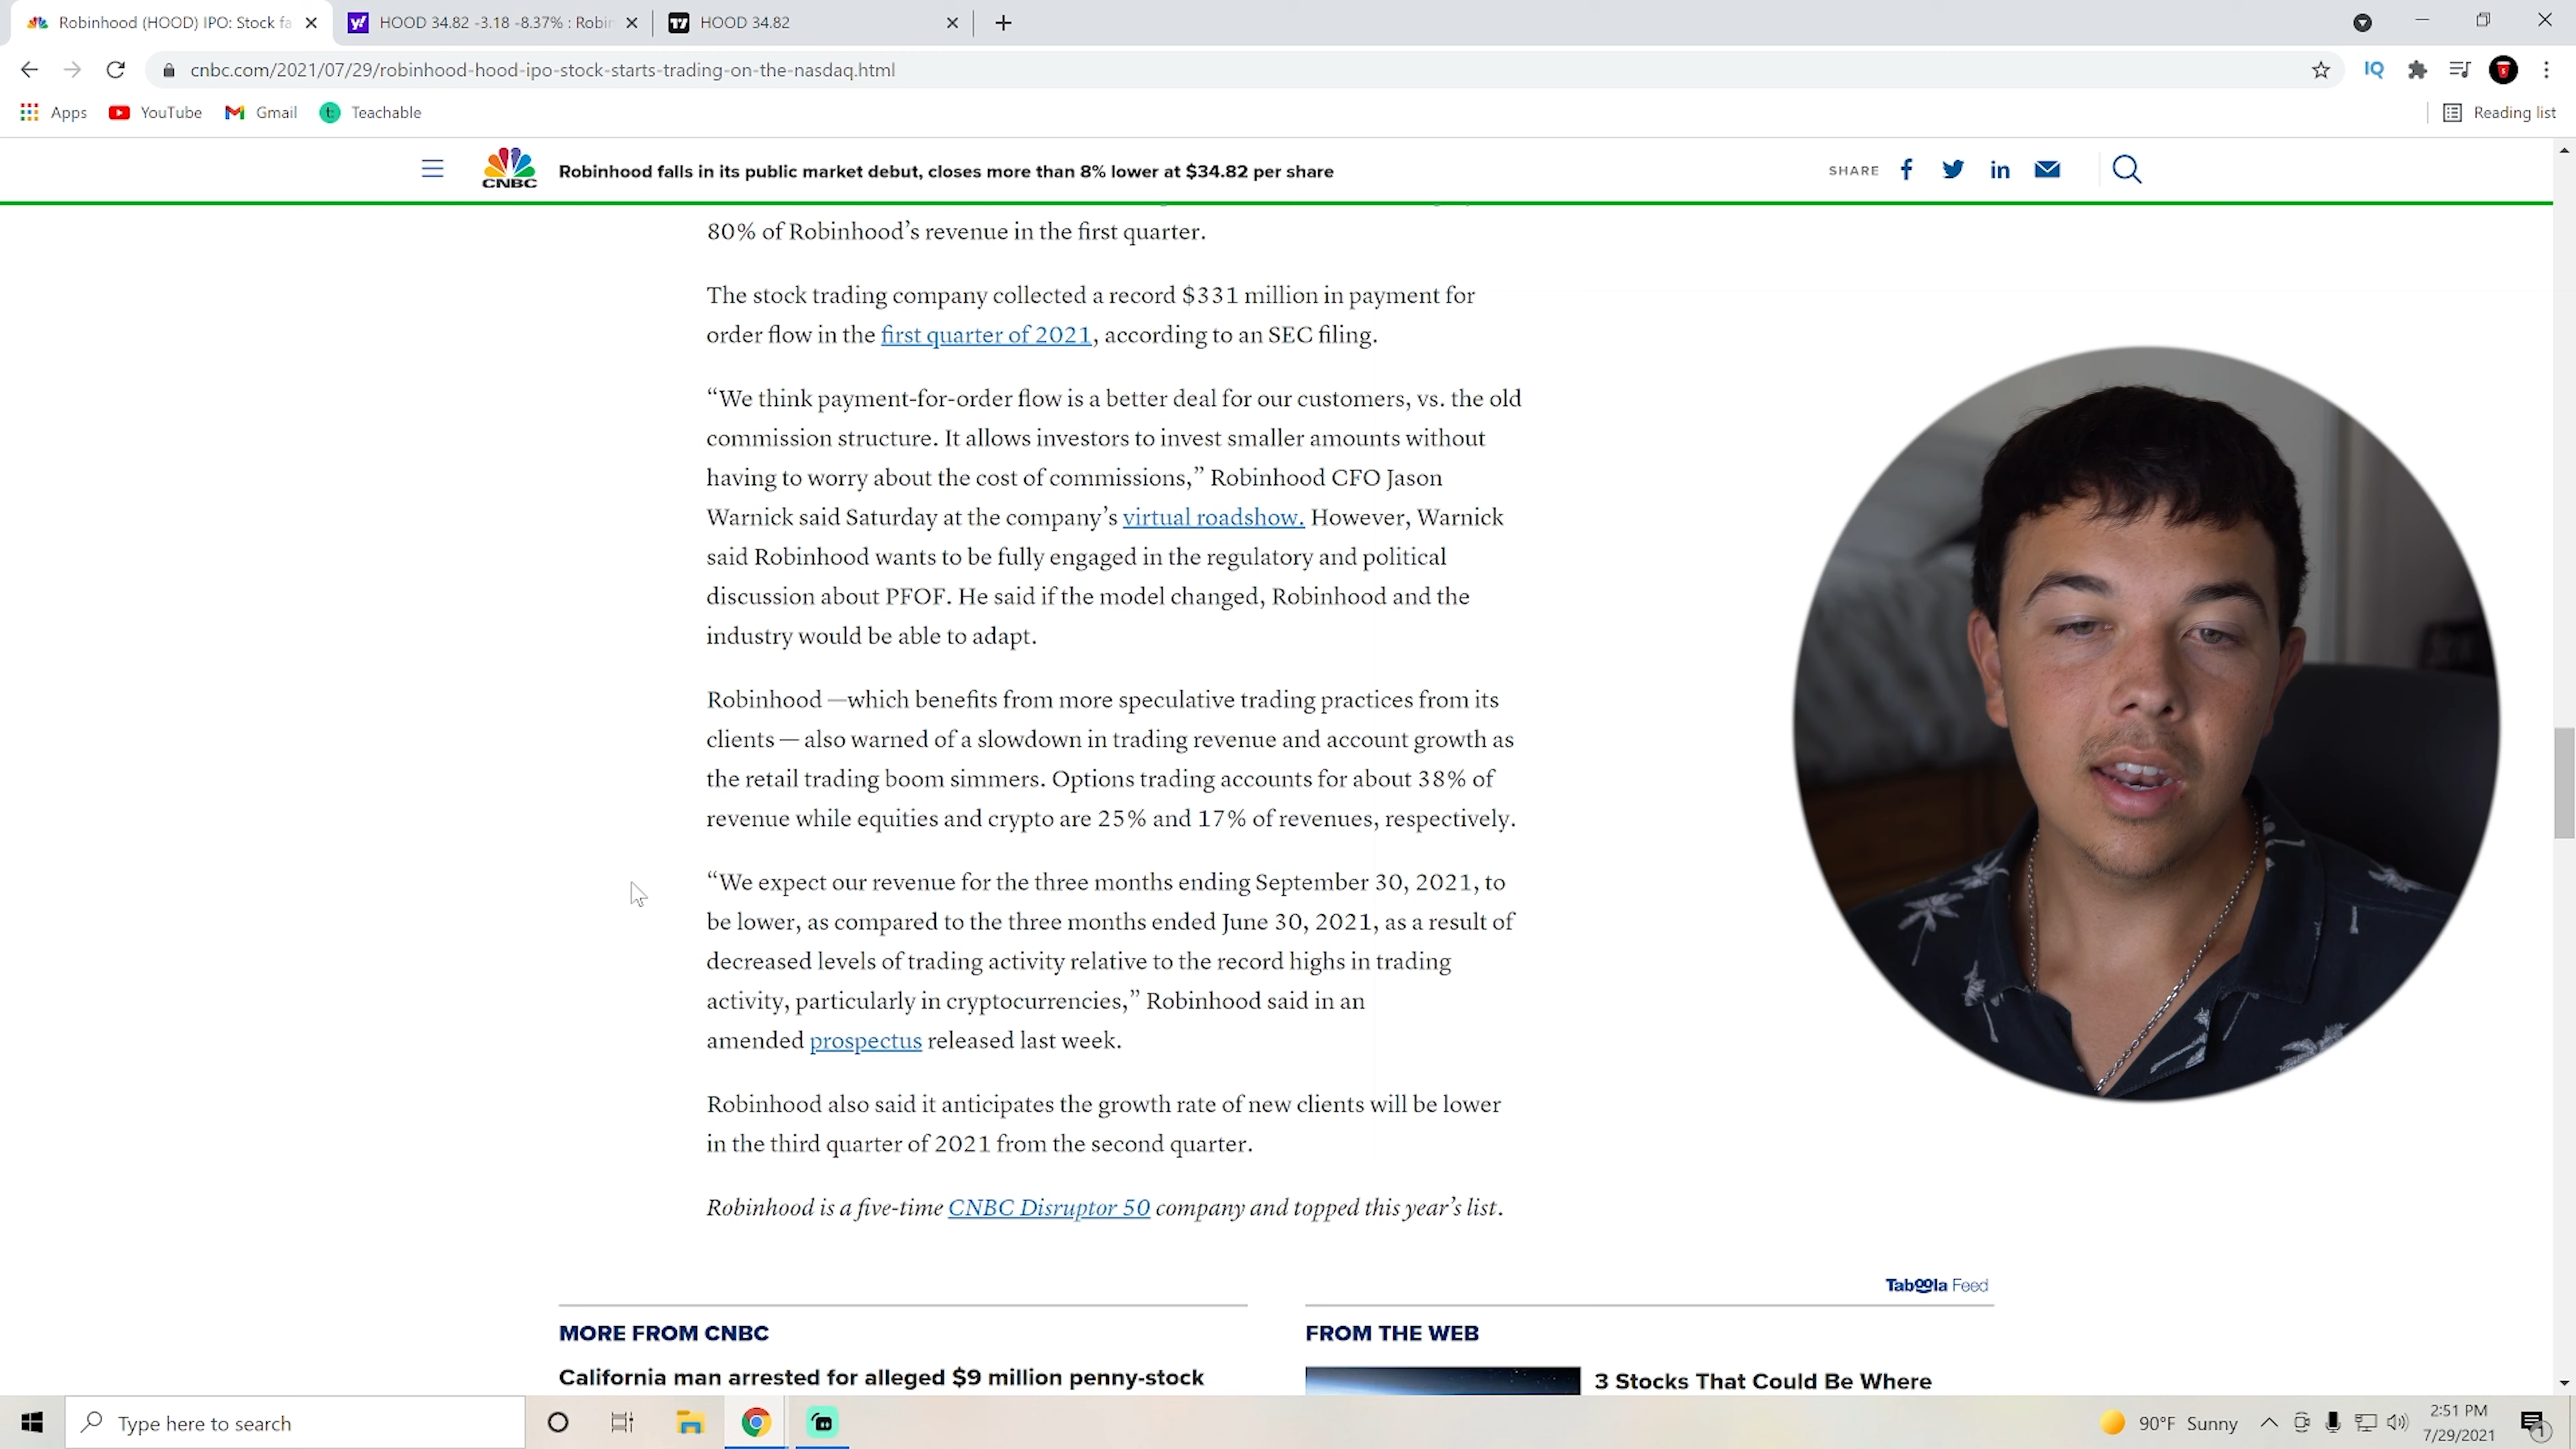 Robinhood (HOOD) IPO: Stock fa
HOOD 34.82 -3.18 -8.37% : Robin
HOOD 34.82
cnbc.com/2021/07/29/robinhood-hood-ipo-stock-starts-trading-on-the-nasdaq.html
IQ
Apps
YouTube
Gmail
Teachable
Reading list
CNBC
Robinhood falls in its public market debut, closes more than 8% lower at $34.82 per share
SHARE
80% of Robinhood’s revenue in the first quarter.
The stock trading company collected a record $331 million in payment for
order flow in the first quarter of 2021, according to an SEC filing.
“We think payment-for-order flow is a better deal for our customers, vs. the old
commission structure. It allows investors to invest smaller amounts without
having to worry about the cost of commissions,” Robinhood CFO Jason
Warnick said Saturday at the company’s virtual roadshow. However, Warnick
said Robinhood wants to be fully engaged in the regulatory and political
discussion about PFOF. He said if the model changed, Robinhood and the
industry would be able to adapt.
Robinhood —which benefits from more speculative trading practices from its
clients — also warned of a slowdown in trading revenue and account growth as
the retail trading boom simmers. Options trading accounts for about 38% of
revenue while equities and crypto are 25% and 17% of revenues, respectively.
“We expect our revenue for the three months ending September 30, 2021, to
be lower, as compared to the three months ended June 30, 2021, as a result of
decreased levels of trading activity relative to the record highs in trading
activity, particularly in cryptocurrencies,” Robinhood said in an
amended prospectus released last week.
Robinhood also said it anticipates the growth rate of new clients will be lower
in the third quarter of 2021 from the second quarter.
Robinhood is a five-time CNBC Disruptor 50 company and topped this year’s list.
Taboola Feed
MORE FROM CNBC
FROM THE WEB
California man arrested for alleged $9 million penny-stock
3 Stocks That Could Be Where
Type here to search
90°F Sunny
2:51 PM
7/29/2021
1